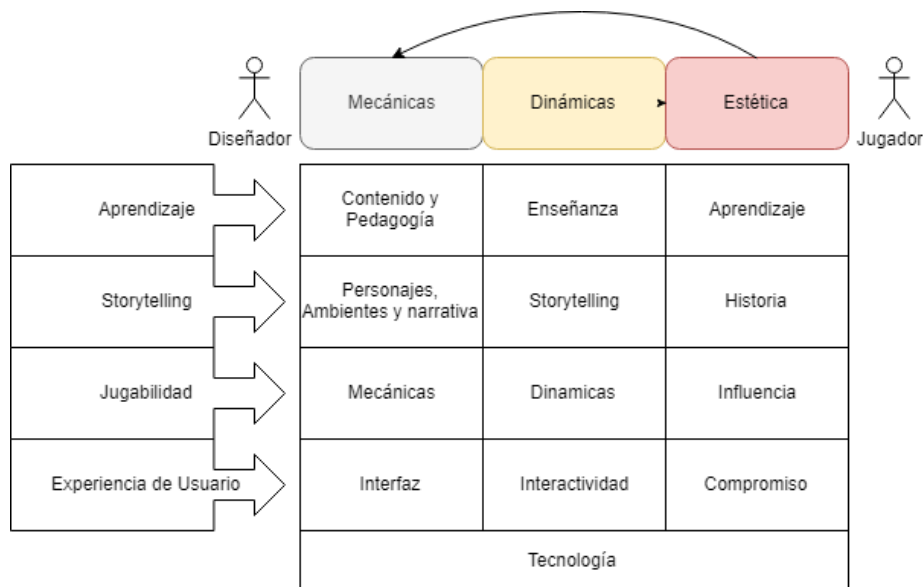 Mecánicas
Dinámicas
Estética
Diseñador
Jugador
Aprendizaje
Contenido y
Pedagogía
Enseñanza
Aprendizaje
Storytelling
Personajes,
Ambientes y narrativa
Storytelling
Historia
Jugabilidad
Mecánicas
Dinamicas
Influencia
Experiencia de Usuario
Interfaz
Interactividad
Compromiso
Tecnología